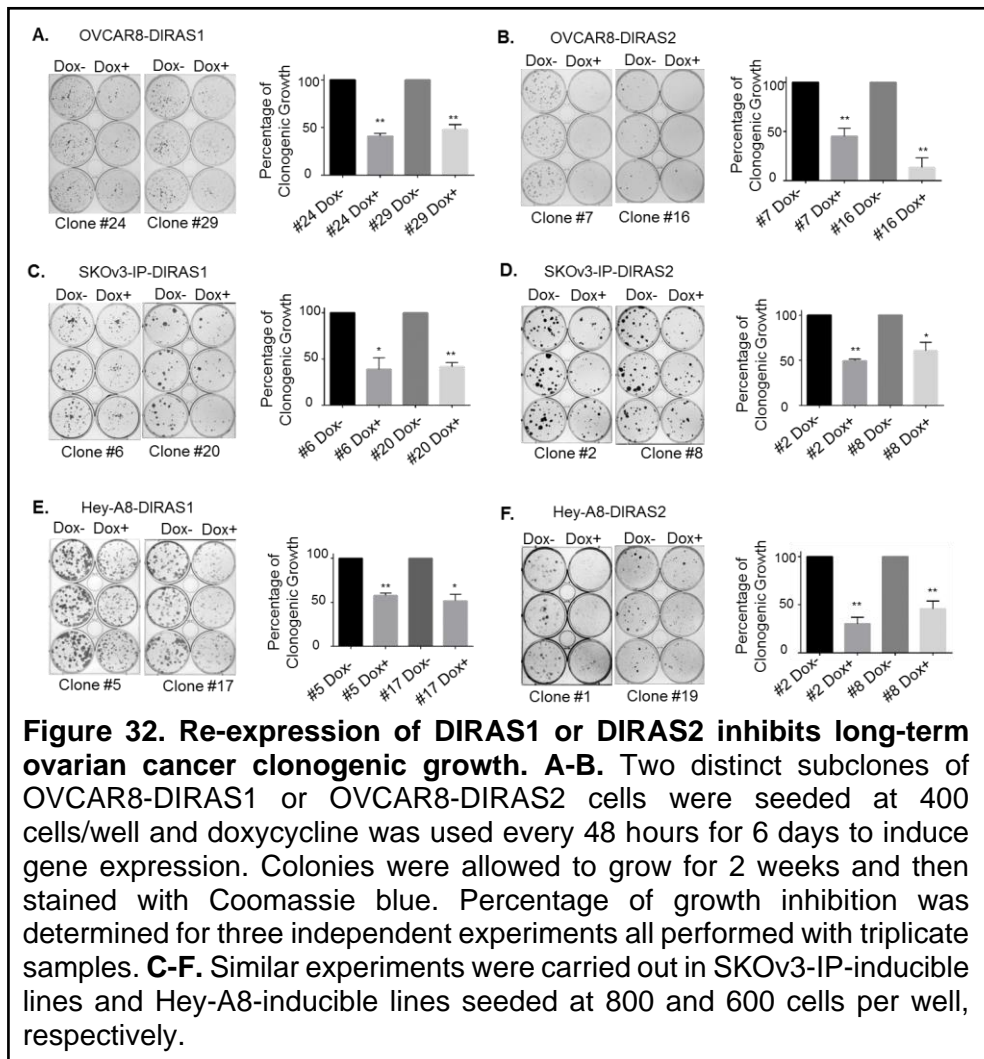 A. OVCAR8-DIRAS1
Dox- Dox+ Dox- Dox+
Clone #24 Clone #29
Percentage of
Clonogenic Growth
100
50
0
** **
#24 Dox-
#24 Dox+
#29 Dox-
#29 Dox+
B. OVCAR8-DIRAS2
Dox- Dox+ Dox- Dox+
Clone #7 Clone #16
Percentage of
Clonogenic Growth
100
50
0
** **
#7 Dox-
#7 Dox+
#16 Dox-
#16 Dox+
C. SKOv3-IP-DIRAS1
Dox- Dox+ Dox- Dox+
Clone #6 Clone #20
Percentage of
Clonogenic Growth
100
50
0
* **
#6 Dox-
#6 Dox+
#20 Dox-
#20 Dox+
D. SKOv3-IP-DIRAS2
Dox- Dox+ Dox- Dox+
Clone #2 Clone #8
Percentage of
Clonogenic Growth
100
50
0
** *
#2 Dox-
#2 Dox+
#8 Dox-
#8 Dox+
E. Hey-A8-DIRAS1
Dox- Dox+ Dox- Dox+
Clone #5 Clone #17
Percentage of
Clonogenic Growth
100
50
0
** *
#5 Dox-
#5 Dox+
#17 Dox-
#17 Dox+
F. Hey-A8-DIRAS2
Dox- Dox+ Dox- Dox+
Clone #1 Clone #19
Percentage of
Clonogenic Growth
100
50
0
** **
#2 Dox-
#2 Dox+
#8 Dox-
#8 Dox+
Figure 32. Re-expression of DIRAS1 or DIRAS2 inhibits long-term
ovarian cancer clonogenic growth. A-B. Two distinct subclones of
OVCAR8-DIRAS1 or OVCAR8-DIRAS2 cells were seeded at 400
cells/well and doxycycline was used every 48 hours for 6 days to induce
gene expression. Colonies were allowed to grow for 2 weeks and then
stained with Coomassie blue. Percentage of growth inhibition was
determined for three independent experiments all performed with triplicate
samples. C-F. Similar experiments were carried out in SKOv3-IP-inducible
lines and Hey-A8-inducible lines seeded at 800 and 600 cells per well,
respectively.